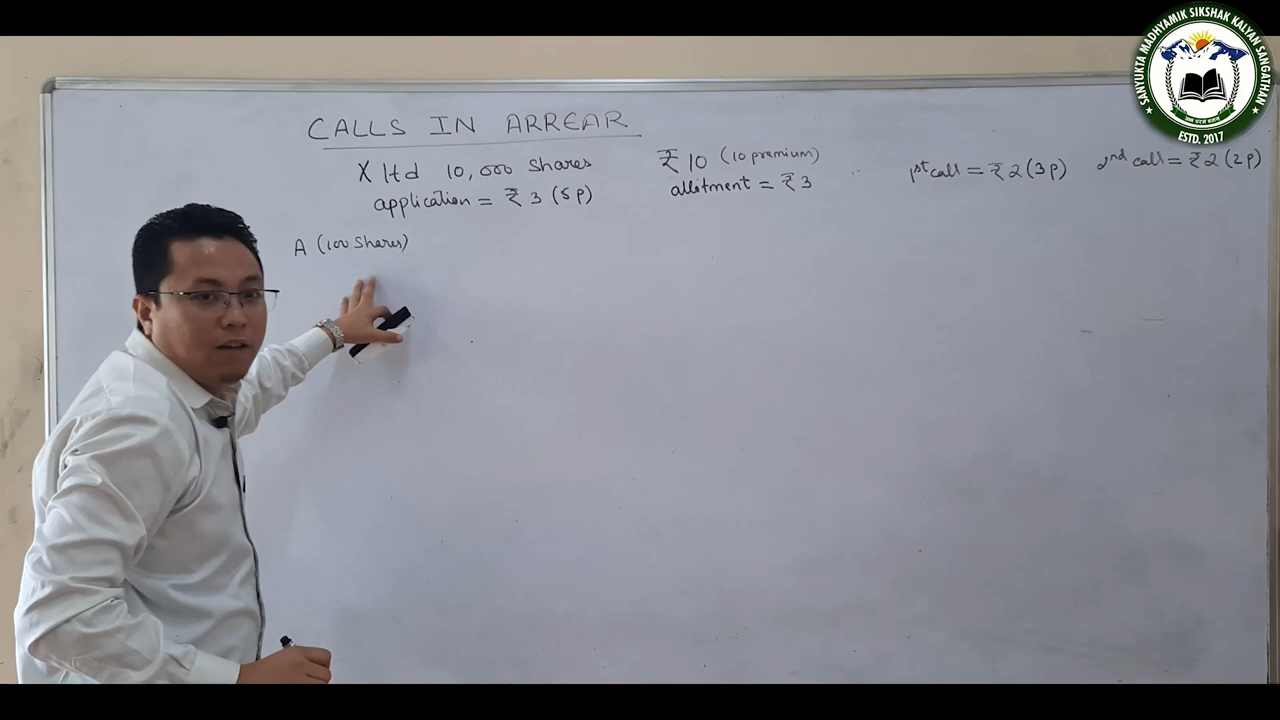 CALLS IN ARREAR
X ltd 10,000 shares ₹ 10 (10 premium)
application = ₹ 3 (5 p) allotment = ₹ 3 1st call = ₹ 2 (3 p) 2nd call = ₹ 2 (2 p)
A (100 shares)
SANYUKTA MADHYAMIK SIKSHAK KALYAN SANGATHAN
ESTD. 2017